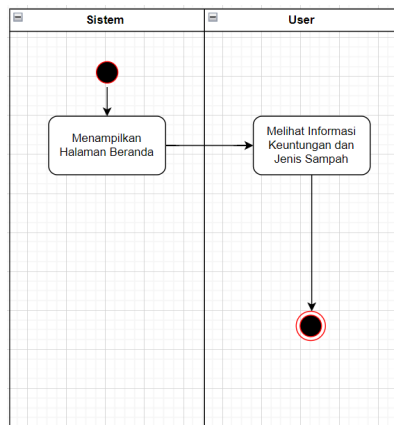 Sistem
User
Menampilkan
Halaman Beranda
Melihat Informasi
Keuntungan dan
Jenis Sampah